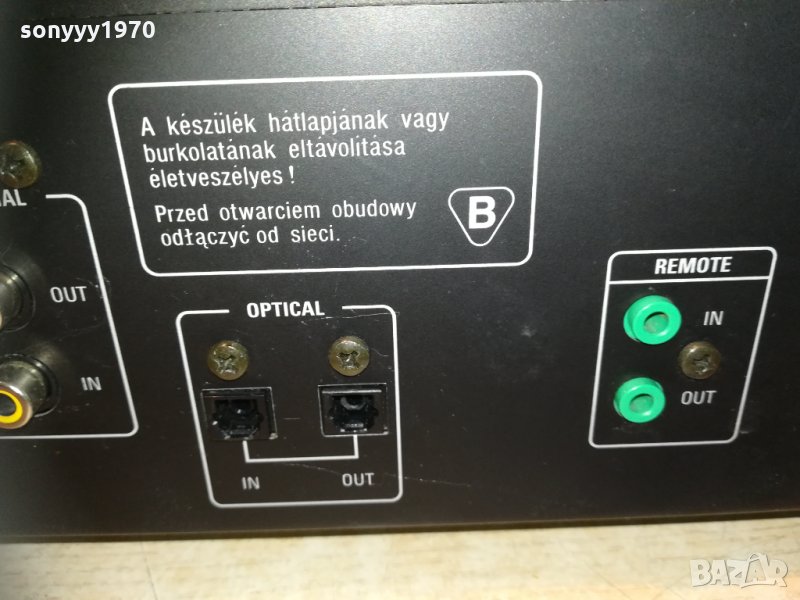 sonyyy1970
A készülék hátlapjának vagy
burkolatának eltávolítása
életveszélyes!
Przed otwarciem obudowy
odłączyć od sieci.
B
OUT
IN
OPTICAL
IN
OUT
REMOTE
IN
OUT
BAZAR